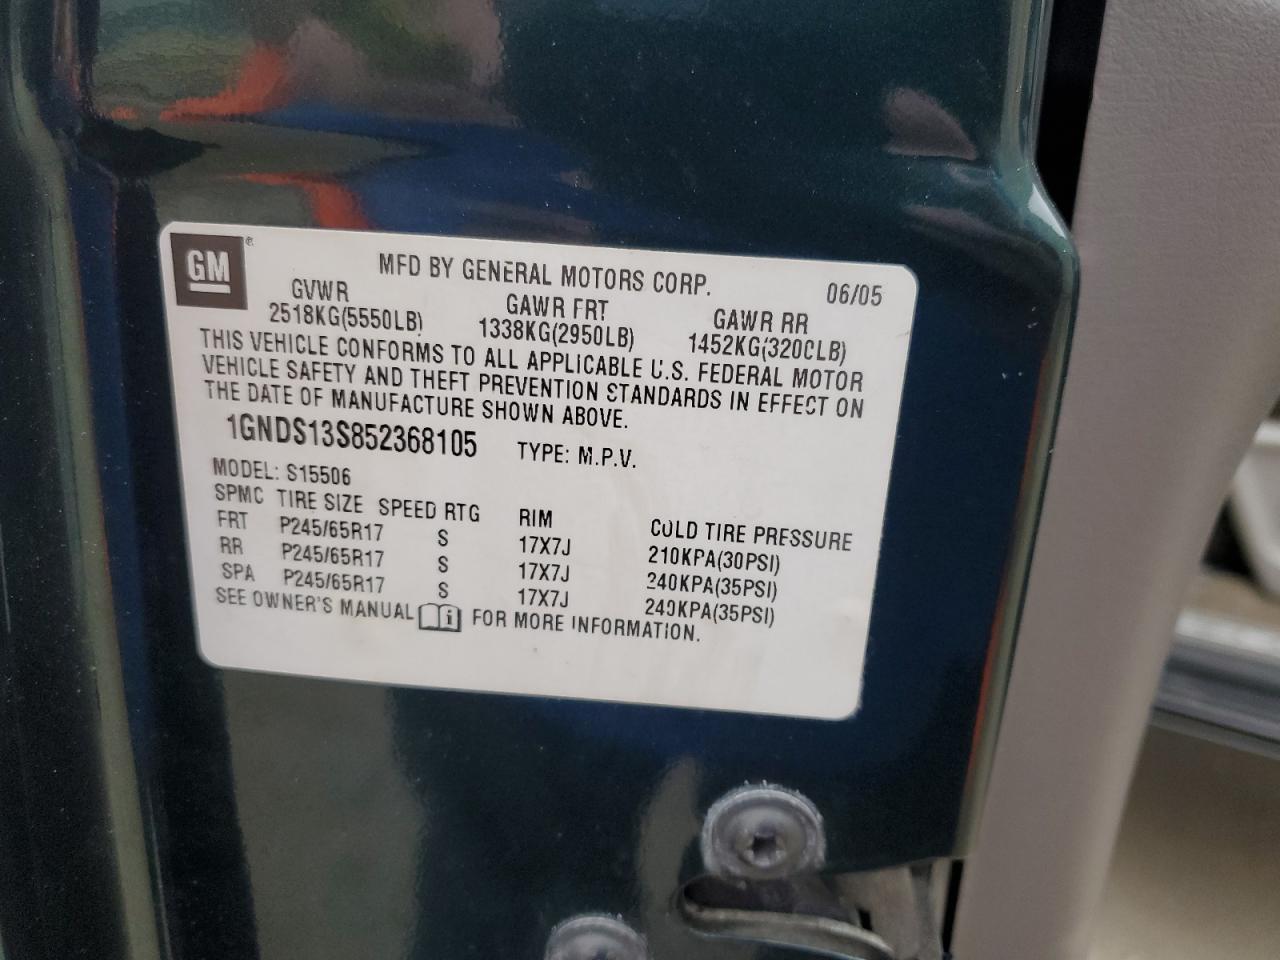 GM®
MFD BY GENERAL MOTORS CORP. 06/05
GVWR GAWR FRT GAWR RR
2518KG(5550LB) 1338KG(2950LB) 1452KG(3200LB)
THIS VEHICLE CONFORMS TO ALL APPLICABLE U.S. FEDERAL MOTOR
VEHICLE SAFETY AND THEFT PREVENTION STANDARDS IN EFFECT ON
THE DATE OF MANUFACTURE SHOWN ABOVE.
1GNDS13S852368105 TYPE: M.P.V.
MODEL: S15506
SPMC TIRE SIZE SPEED RTG RIM COLD TIRE PRESSURE
FRT P245/65R17 S 17X7J 210KPA(30PSI)
RR P245/65R17 S 17X7J 240KPA(35PSI)
SPA P245/65R17 S 17X7J 240KPA(35PSI)
SEE OWNER'S MANUAL i FOR MORE INFORMATION.